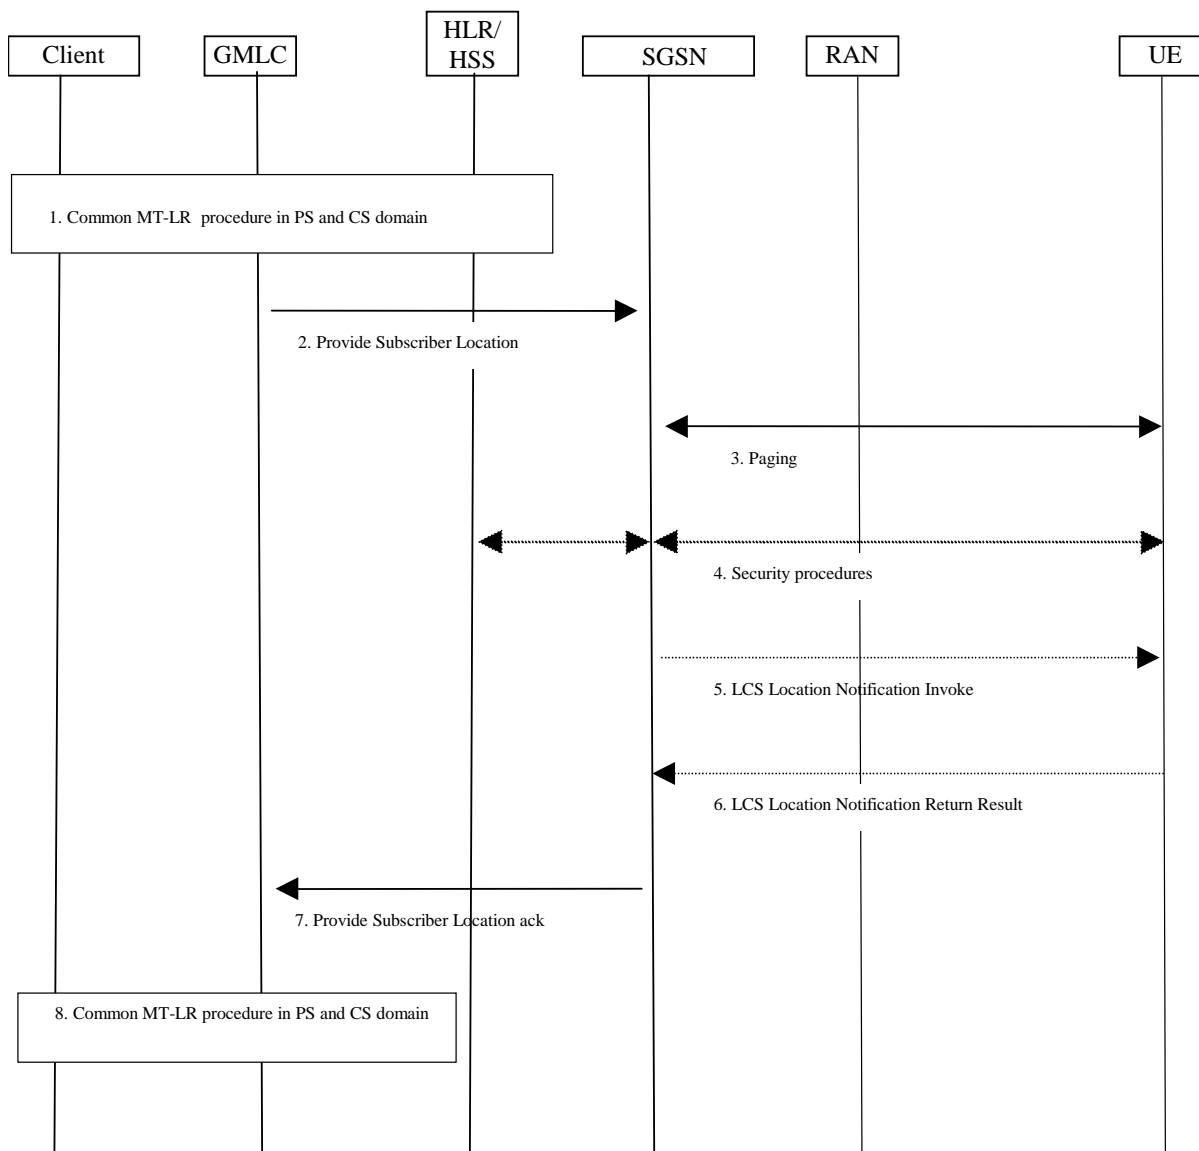 Client
GMLC
HLR/
HSS
SGSN
RAN
UE
1. Common MT-LR procedure in PS and CS domain
2. Provide Subscriber Location
3. Paging
4. Security procedures
5. LCS Location Notification Invoke
6. LCS Location Notification Return Result
7. Provide Subscriber Location ack
8. Common MT-LR procedure in PS and CS domain